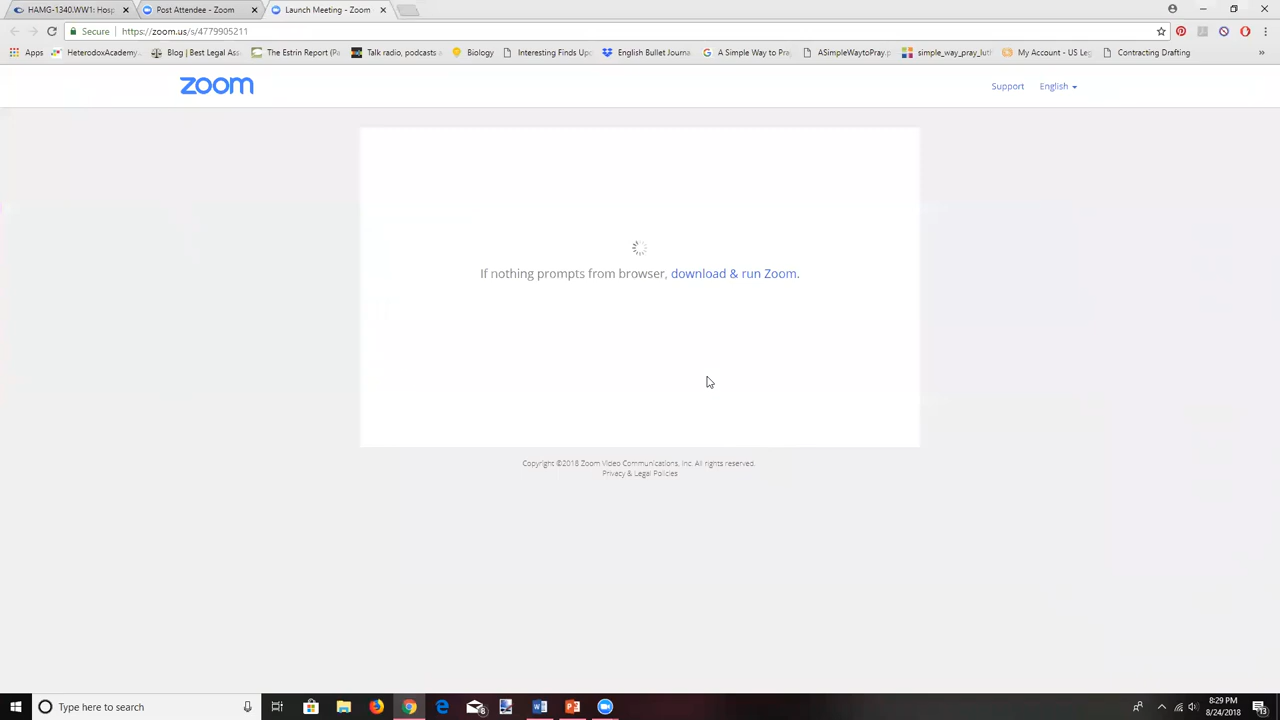 HAMG-1340.WW1: Hosp
Post Attendee - Zoom
Launch Meeting - Zoom
Secure
https://zoom.us/s/4779905211
Apps
HeterodoxAcademy
Blog | Best Legal Ass
The Estrin Report (Pa
Talk radio, podcasts a
Biology
Interesting Finds Up
English Bullet Journa
A Simple Way to Pr
ASimpleWaytoPray.p
simple_way_pray_lut
My Account - US Leg
Contracting Drafting
»
zoom
Support
English
If nothing prompts from browser, download & run Zoom.
Copyright ©2018 Zoom Video Communications, Inc. All rights reserved.
Privacy & Legal Policies
Type here to search
8:29 PM
8/24/2018